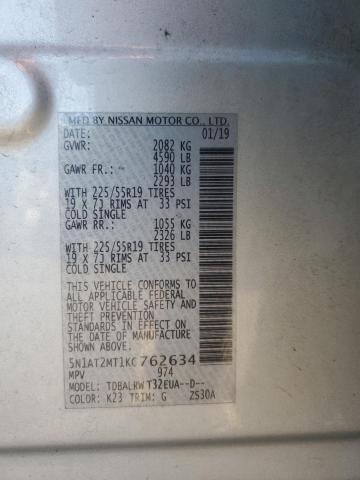 MFD BY NISSAN MOTOR CO., LTD.
DATE: 01/19
GVWR: 2082 KG
4590 LB
GAWR FR.: 1040 KG
2293 LB
WITH 225/55R19 TIRES
19 X 7J RIMS AT 33 PSI
COLD SINGLE
GAWR RR.: 1055 KG
2326 LB
WITH 225/55R19 TIRES
19 X 7J RIMS AT 33 PSI
COLD SINGLE
THIS VEHICLE CONFORMS TO ALL
APPLICABLE U.S. FEDERAL
MOTOR VEHICLE SAFETY AND
THEFT PREVENTION
STANDARDS IN EFFECT ON THE
DATE OF MANUFACTURE SHOWN
ABOVE.
5N1AT2MT1KC762634
MPV 974
MODEL: TDBALRWT32EUA--D--
COLOR: K23 TRIM: G ZS30A